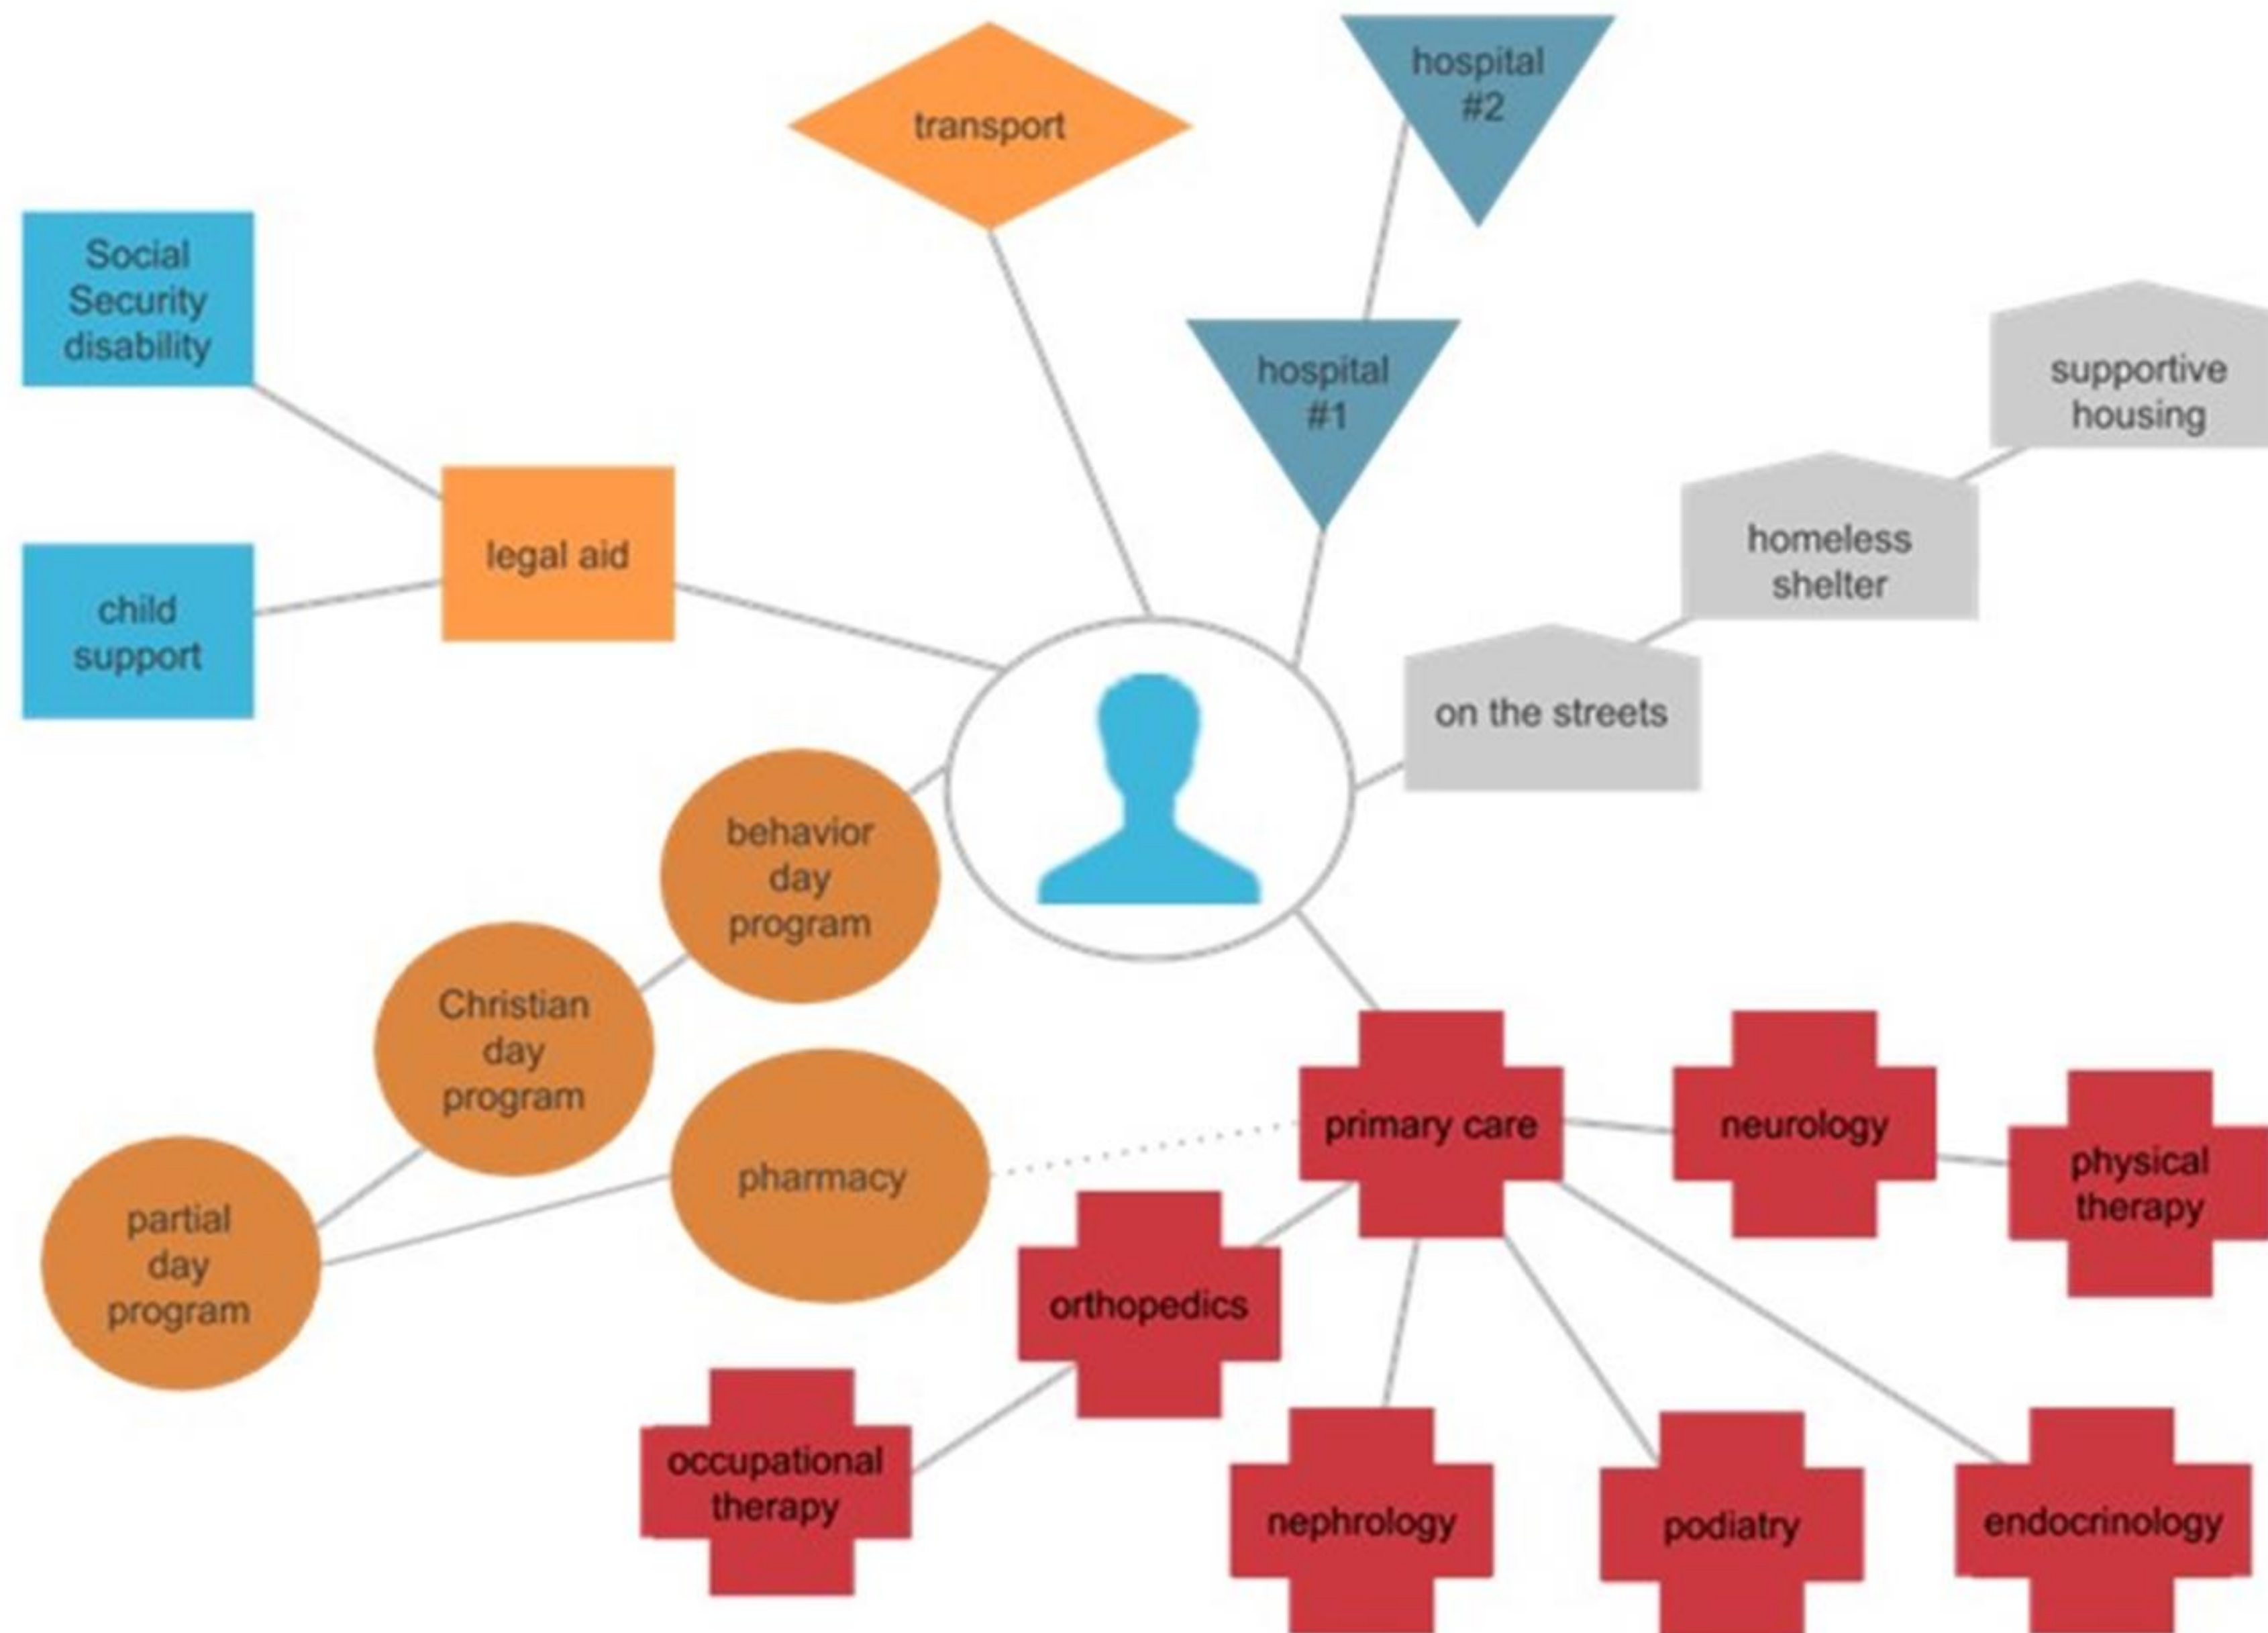 transport
hospital
#2
Social
Security
disability
hospital
#1
supportive
housing
legal aid
homeless
shelter
child
support
on the streets
behavior
day
program
Christian
day
program
pharmacy
primary care
neurology
physical
therapy
partial
day
program
orthopedics
occupational
therapy
nephrology
podiatry
endocrinology